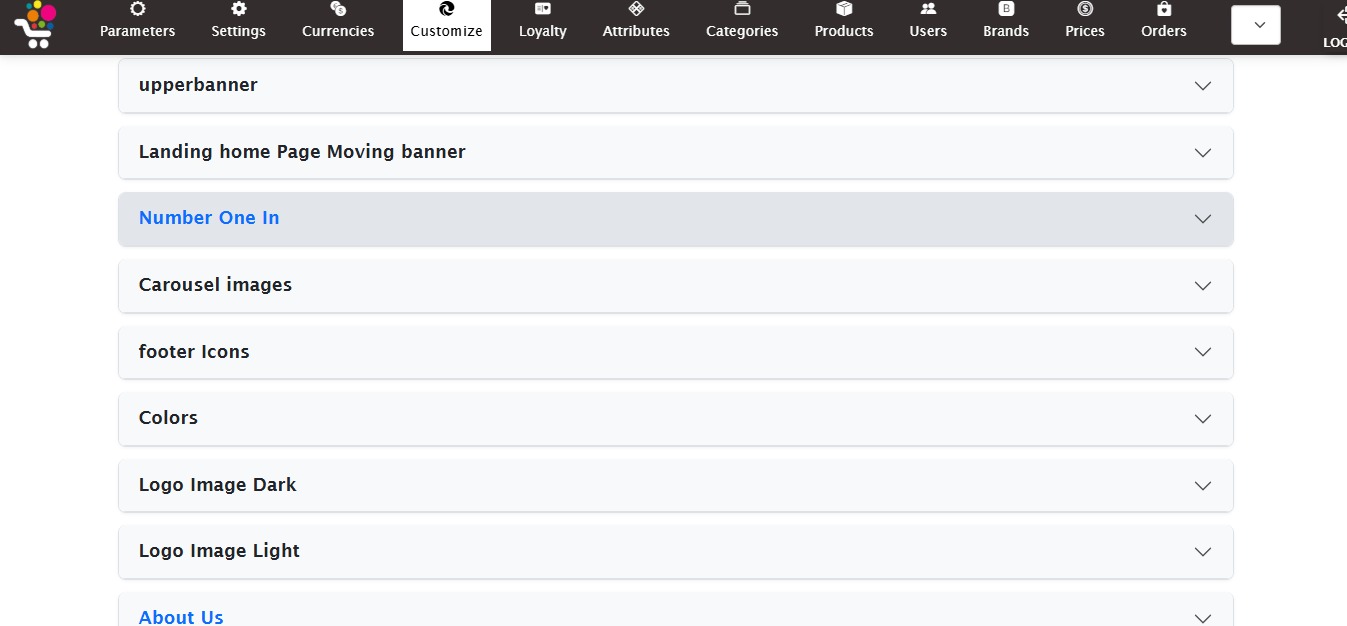 Parameters Settings Currencies Customize Loyalty Attributes Categories Products Users Brands Prices Orders
upperbanner
Landing home Page Moving banner
Number One In
Carousel images
footer Icons
Colors
Logo Image Dark
Logo Image Light
About Us